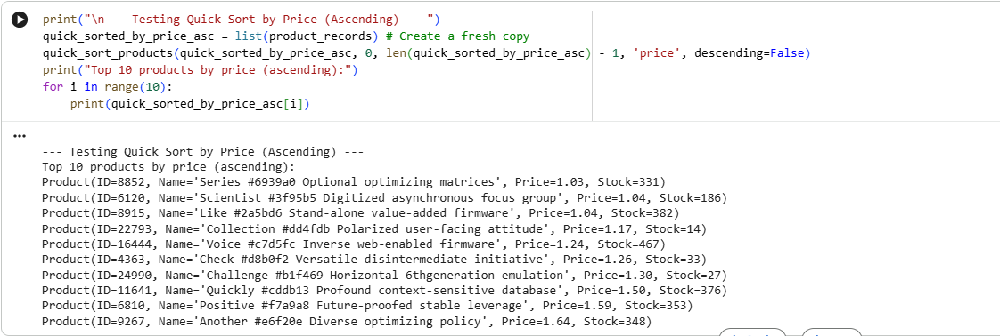 print("\n--- Testing Quick Sort by Price (Ascending) ---")
quick_sorted_by_price_asc = list(product_records) # Create a fresh copy
quick_sort_products(quick_sorted_by_price_asc, 0, len(quick_sorted_by_price_asc) - 1, 'price', descending=False)
print("Top 10 products by price (ascending):")
for i in range(10):
    print(quick_sorted_by_price_asc[i])
--- Testing Quick Sort by Price (Ascending) ---
Top 10 products by price (ascending):
Product(ID=8852, Name='Series #6939a0 Optional optimizing matrices', Price=1.03, Stock=331)
Product(ID=6120, Name='Scientist #3f95b5 Digitized asynchronous focus group', Price=1.04, Stock=186)
Product(ID=8915, Name='Like #2a5bd6 Stand-alone value-added firmware', Price=1.04, Stock=382)
Product(ID=22793, Name='Collection #dd4fdb Polarized user-facing attitude', Price=1.17, Stock=14)
Product(ID=16444, Name='Voice #c7d5fc Inverse web-enabled firmware', Price=1.24, Stock=467)
Product(ID=4363, Name='Check #d8b0f2 Versatile disintermediate initiative', Price=1.26, Stock=33)
Product(ID=24990, Name='Challenge #b1f469 Horizontal 6thgeneration emulation', Price=1.30, Stock=27)
Product(ID=11641, Name='Quickly #cddb13 Profound context-sensitive database', Price=1.50, Stock=376)
Product(ID=6810, Name='Positive #f7a9a8 Future-proofed stable leverage', Price=1.59, Stock=353)
Product(ID=9267, Name='Another #e6f20e Diverse optimizing policy', Price=1.64, Stock=348)